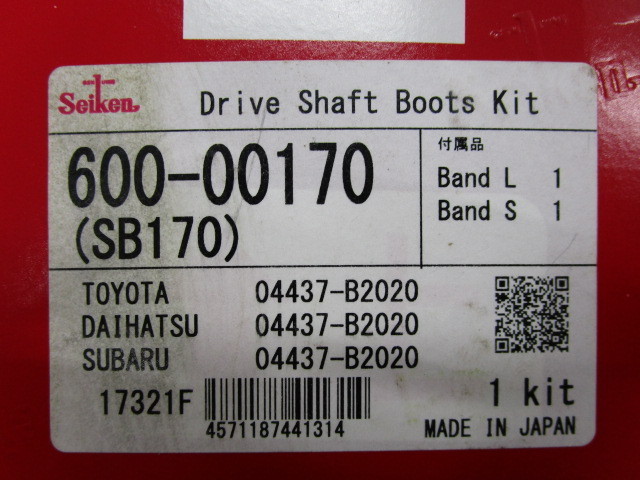 Seiken
Drive Shaft Boots Kit
600-00170
(SB170)
付属品
Band L 1
Band S 1
TOYOTA 04437-B2020
DAIHATSU 04437-B2020
SUBARU 04437-B2020
17321F
4571187441314
1 kit
MADE IN JAPAN